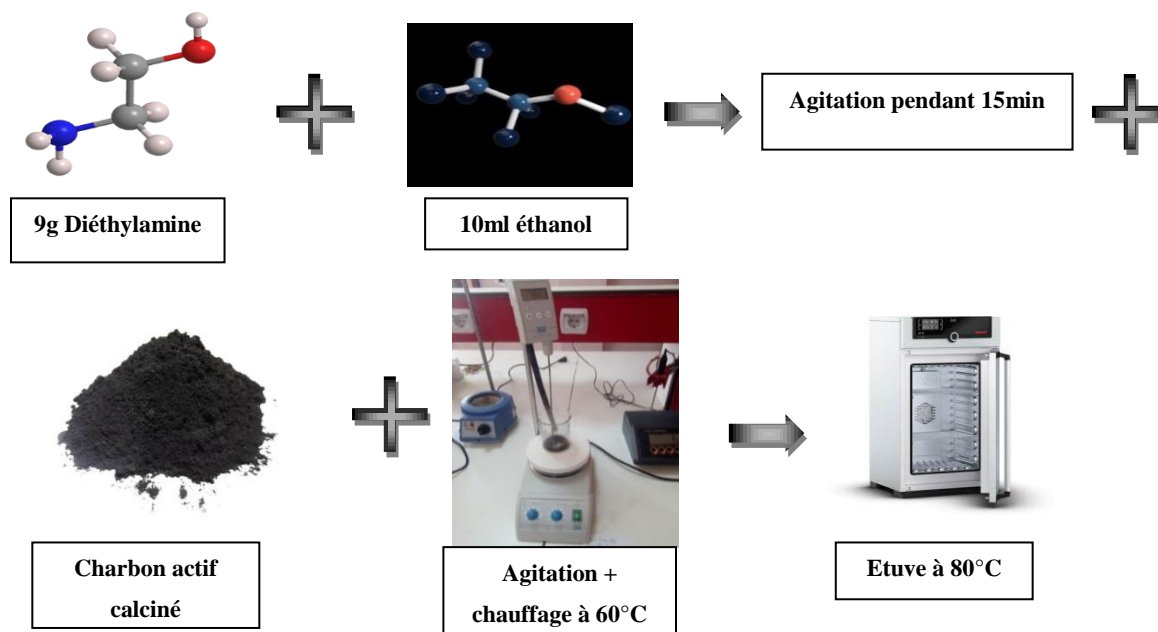 9g Diéthylamine
10ml éthanol
Agitation pendant 15min
Charbon actif
calciné
Agitation +
chauffage à 60°C
Etuve à 80°C